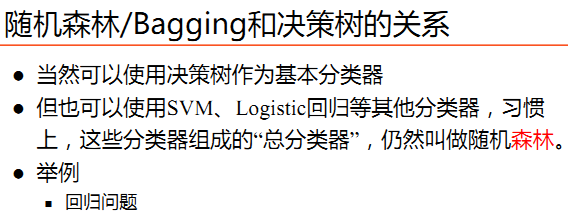 随机森林/Bagging和决策树的关系
当然可以使用决策树作为基本分类器
但也可以使用SVM、Logistic回归等其他分类器，习惯
上，这些分类器组成的“总分类器”，仍然叫做随机森林。
举例
回归问题